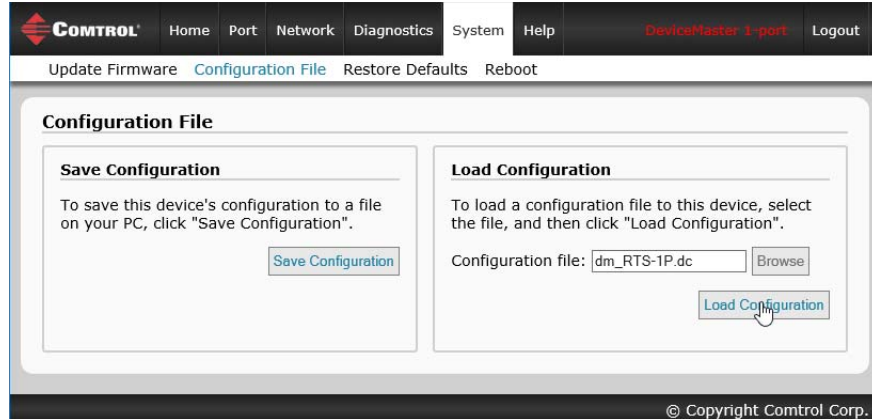 COMTROL Home Port Network Diagnostics System Help DeviceMaster 1-port Logout
Update Firmware Configuration File Restore Defaults Reboot
Configuration File
Save Configuration
To save this device's configuration to a file
on your PC, click "Save Configuration".
Save Configuration
Load Configuration
To load a configuration file to this device, select
the file, and then click "Load Configuration".
Configuration file: dm_RTS-1P.dc Browse
Load Configuration
© Copyright Comtrol Corp.